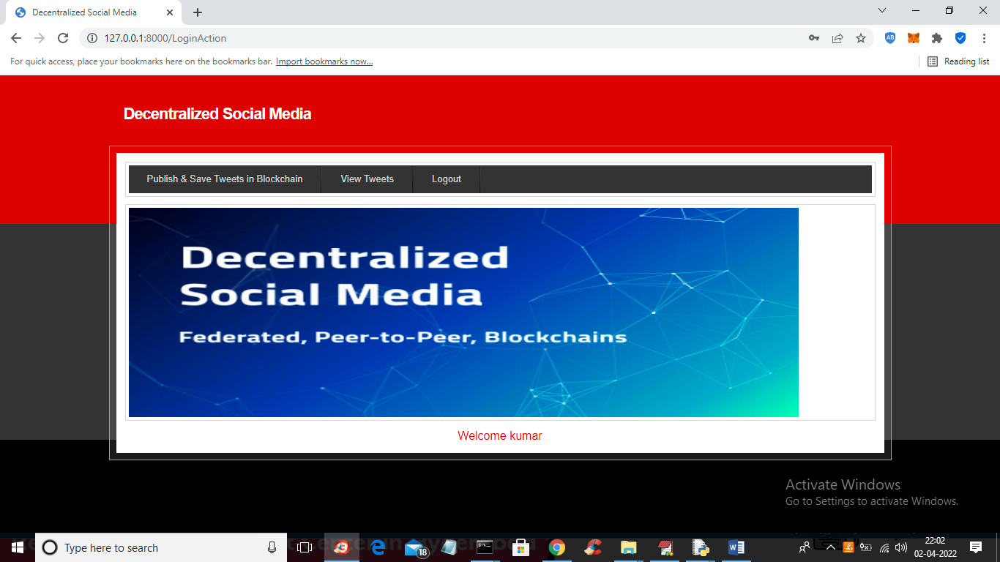 Decentralized Social Media
127.0.0.1:8000/LoginAction
AB
For quick access, place your bookmarks here on the bookmarks bar. Import bookmarks now...
Reading list
Decentralized Social Media
Publish & Save Tweets in Blockchain
View Tweets
Logout
Decentralized
Social Media
Federated, Peer-to-Peer, Blockchains
Welcome kumar
Activate Windows
Go to Settings to activate Windows.
Type here to search
18
22:02
02-04-2022